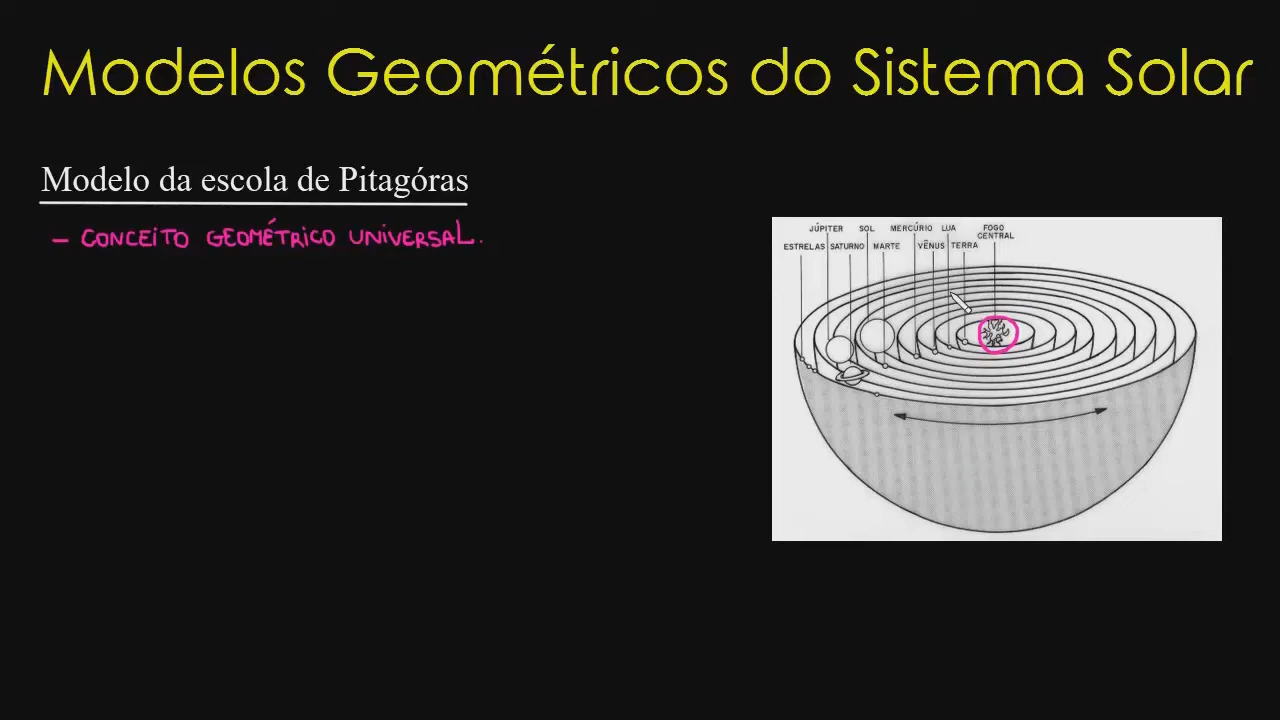 Modelos Geométricos do Sistema Solar
Modelo da escola de Pitagóras
- CONCEITO GEOMÉTRICO UNIVERSAL.
JÚPITER SOL MERCÚRIO LUA FOGO CENTRAL
ESTRELAS SATURNO MARTE VÊNUS TERRA